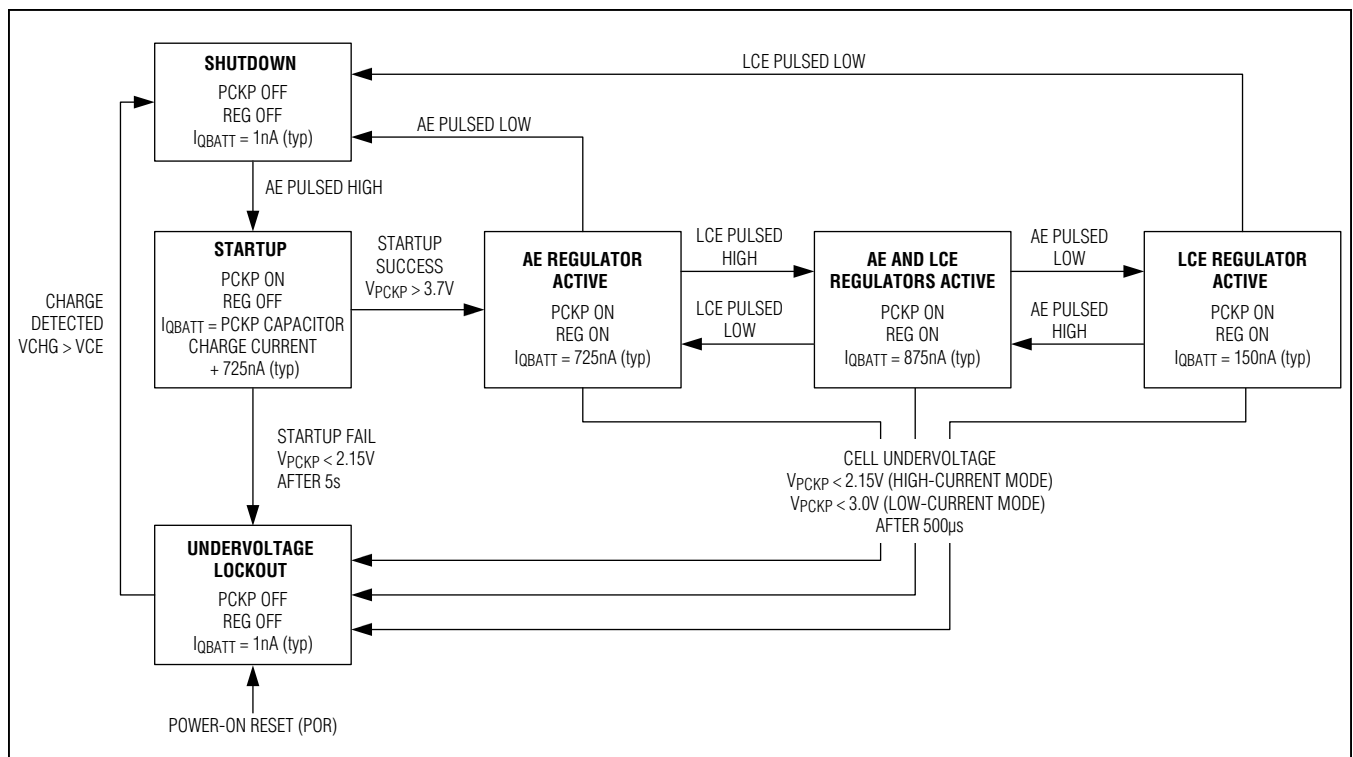 SHUTDOWN
PCKP OFF
REG OFF
IQBATT = 1nA (typ)
LCE PULSED LOW
AE PULSED LOW
AE PULSED HIGH
STARTUP
PCKP ON
REG OFF
IQBATT = PCKP CAPACITOR
CHARGE CURRENT
+ 725nA (typ)
STARTUP
SUCCESS
VPCKP > 3.7V
AE REGULATOR
ACTIVE
PCKP ON
REG ON
IQBATT = 725nA (typ)
LCE PULSED
HIGH
LCE PULSED
LOW
AE AND LCE
REGULATORS ACTIVE
PCKP ON
REG ON
IQBATT = 875nA (typ)
AE PULSED
LOW
AE PULSED
HIGH
LCE REGULATOR
ACTIVE
PCKP ON
REG ON
IQBATT = 150nA (typ)
CHARGE
DETECTED
VCHG > VCE
STARTUP FAIL
VPCKP < 2.15V
AFTER 5s
CELL UNDERVOLTAGE
VPCKP < 2.15V (HIGH-CURRENT MODE)
VPCKP < 3.0V (LOW-CURRENT MODE)
AFTER 500µs
UNDERVOLTAGE
LOCKOUT
PCKP OFF
REG OFF
IQBATT = 1nA (typ)
POWER-ON RESET (POR)